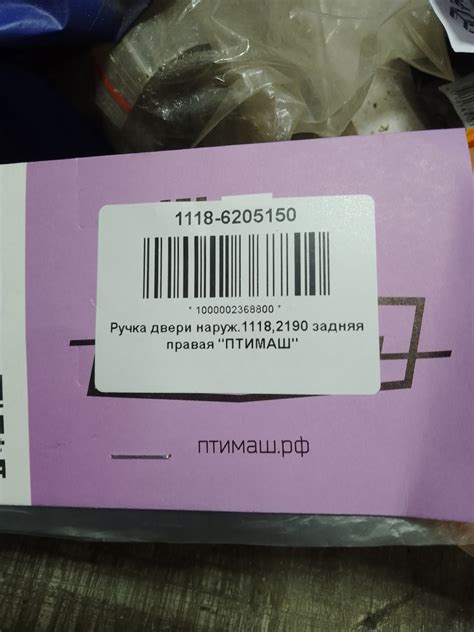 1118-6205150
* 1000002368800 *
Ручка двери наруж.1118,2190 задняя
правая "ПТИМАШ"
птимаш.рф